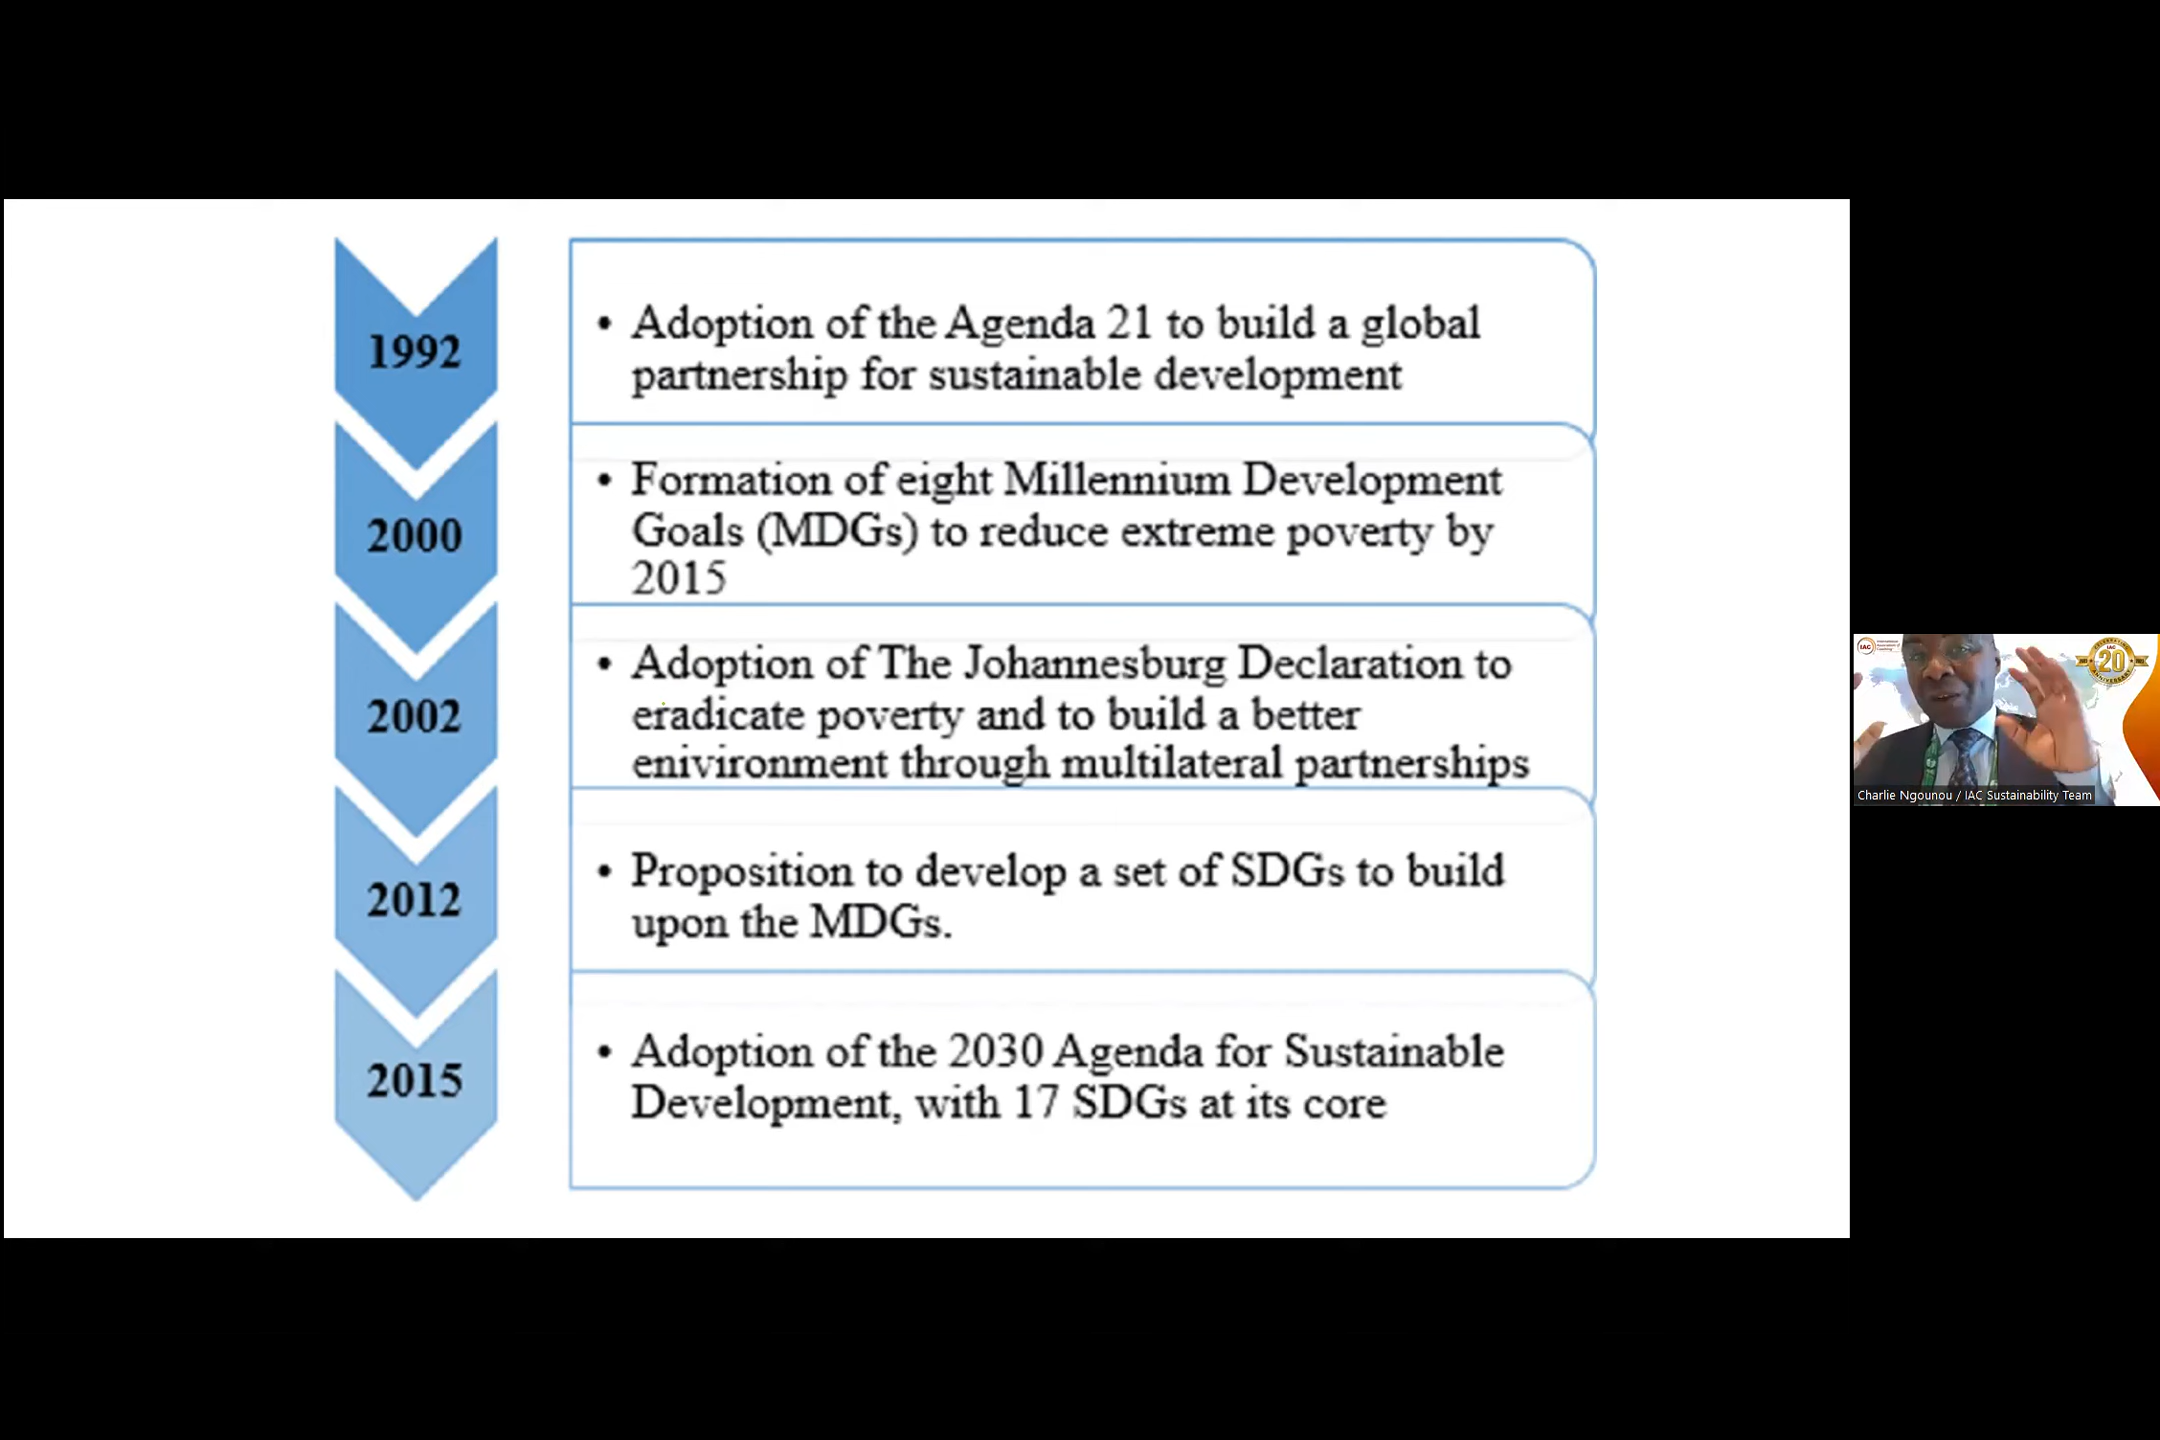 1992
• Adoption of the Agenda 21 to build a global
partnership for sustainable development
2000
• Formation of eight Millennium Development
Goals (MDGs) to reduce extreme poverty by
2015
2002
• Adoption of The Johannesburg Declaration to
eradicate poverty and to build a better
enivironment through multilateral partnerships
2012
• Proposition to develop a set of SDGs to build
upon the MDGs.
2015
• Adoption of the 2030 Agenda for Sustainable
Development, with 17 SDGs at its core
IAC
IAC
20
Charlie Ngounou / IAC Sustainability Team